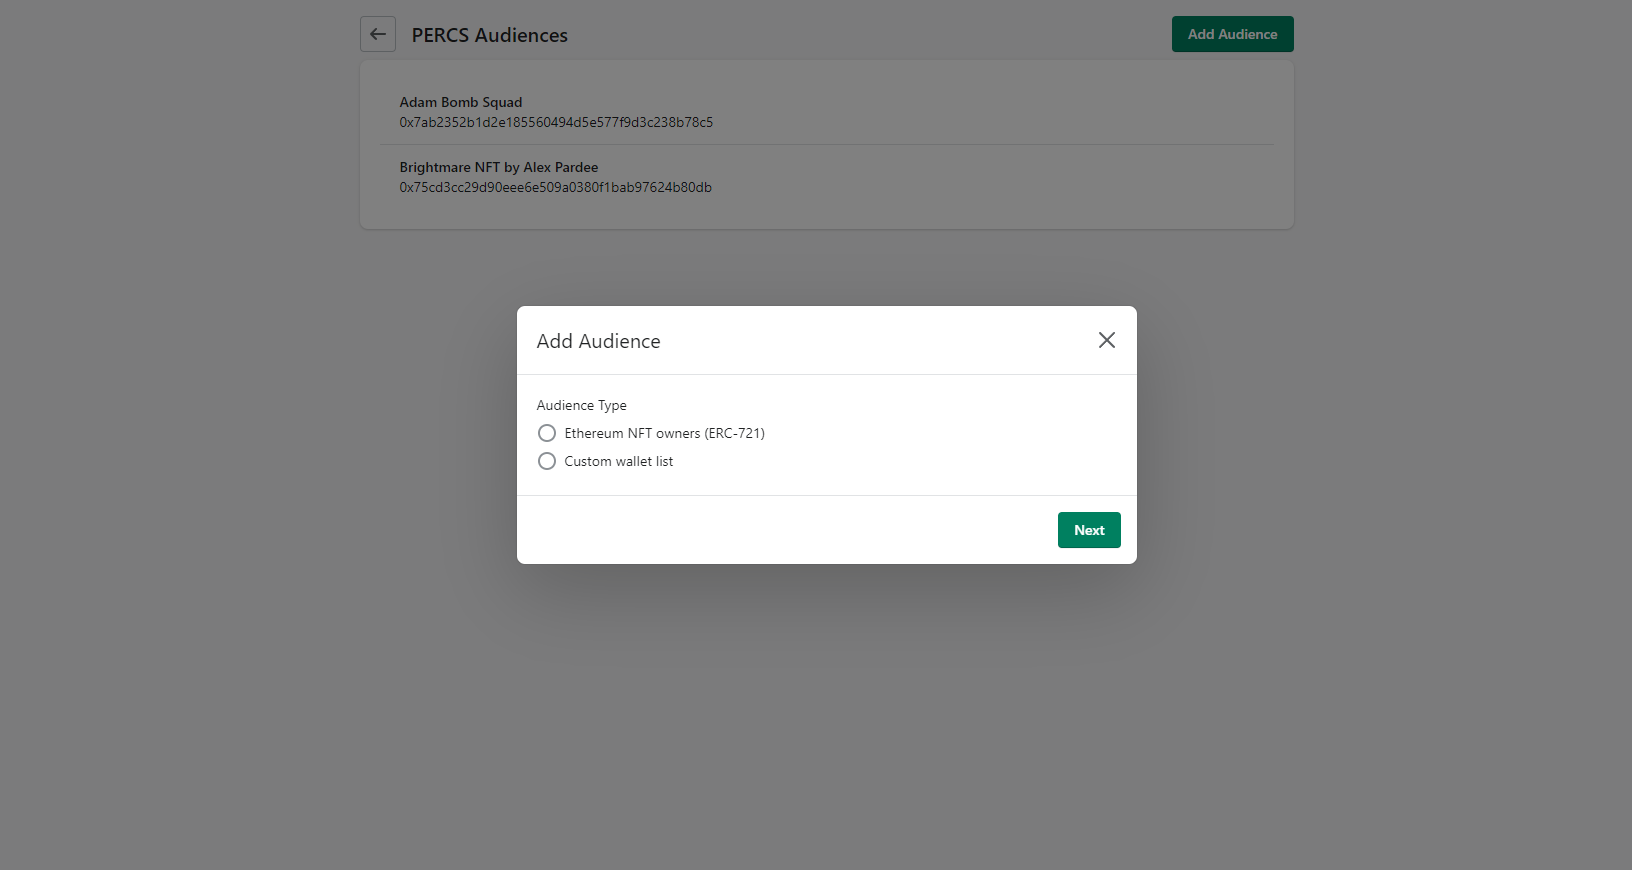 PERCS Audiences
Add Audience
Adam Bomb Squad
0x7ab2352b1d2e185560494d5e577f9d3c238b78c5
Brightmare NFT by Alex Pardee
0x75cd3cc29d90eee6e509a0380f1bab97624b80db
Add Audience
Audience Type
Ethereum NFT owners (ERC-721)
Custom wallet list
Next